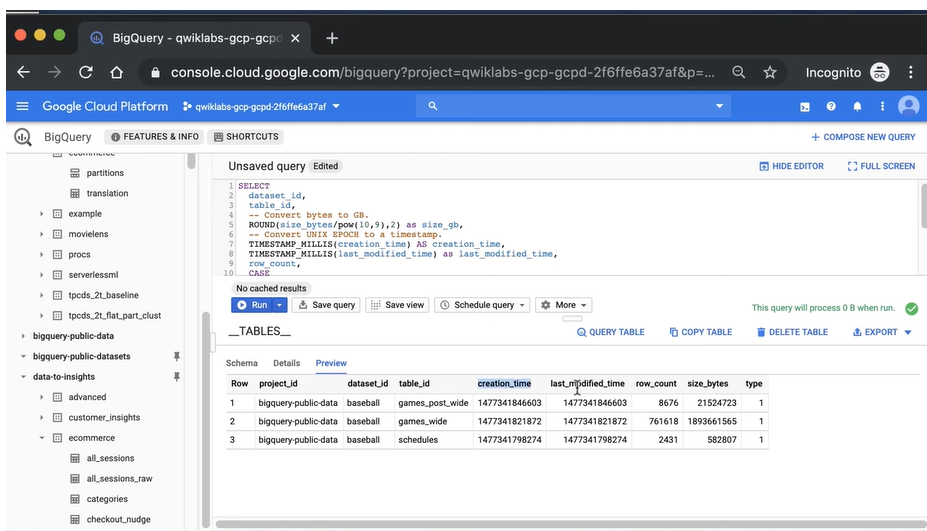 BigQuery - qwiklabs-gcp-gcpd
console.cloud.google.com/bigquery?project=qwiklabs-gcp-gcpd-2f6ffe6a37af&p=...
Incognito
Google Cloud Platform
qwiklabs-gcp-gcpd-2f6ffe6a37af
BigQuery
FEATURES & INFO
SHORTCUTS
+ COMPOSE NEW QUERY
ecommerce
partitions
translation
example
movielens
procs
serverlessml
tpcds_2t_baseline
tpcds_2t_flat_part_clust
bigquery-public-data
bigquery-public-datasets
data-to-insights
advanced
customer_insights
ecommerce
all_sessions
all_sessions_raw
categories
checkout_nudge
Unsaved query Edited
HIDE EDITOR
FULL SCREEN
1 SELECT
2 dataset_id,
3 table_id,
4 -- Convert bytes to GB.
5 ROUND(size_bytes/pow(10,9),2) as size_gb,
6 -- Convert UNIX EPOCH to a timestamp.
7 TIMESTAMP_MILLIS(creation_time) AS creation_time,
8 TIMESTAMP_MILLIS(last_modified_time) as last_modified_time,
9 row_count,
10 CASE
No cached results
Run
Save query
Save view
Schedule query
More
This query will process 0 B when run.
__TABLES__
QUERY TABLE
COPY TABLE
DELETE TABLE
EXPORT
Schema Details Preview
Row project_id dataset_id table_id creation_time last_modified_time row_count size_bytes type
1 bigquery-public-data baseball games_post_wide 1477341846603 1477341846603 8676 21524723 1
2 bigquery-public-data baseball games_wide 1477341821872 1477341821872 761618 1893661565 1
3 bigquery-public-data baseball schedules 1477341798274 1477341798274 2431 582807 1